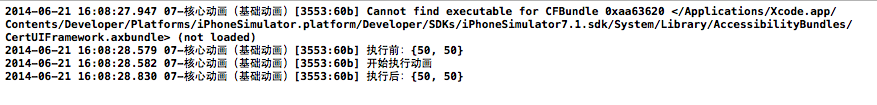 2014-06-21 16:08:27.947 07-核心动画（基础动画）[3553:60b] Cannot find executable for CFBundle 0xaa63620 </Applications/Xcode.app/
Contents/Developer/Platforms/iPhoneSimulator.platform/Developer/SDKs/iPhoneSimulator7.1.sdk/System/Library/AccessibilityBundles/
CertUIFramework.axbundle> (not loaded)
2014-06-21 16:08:28.579 07-核心动画（基础动画）[3553:60b] 执行前：{50, 50}
2014-06-21 16:08:28.582 07-核心动画（基础动画）[3553:60b] 开始执行动画
2014-06-21 16:08:28.830 07-核心动画（基础动画）[3553:60b] 执行后：{50, 50}